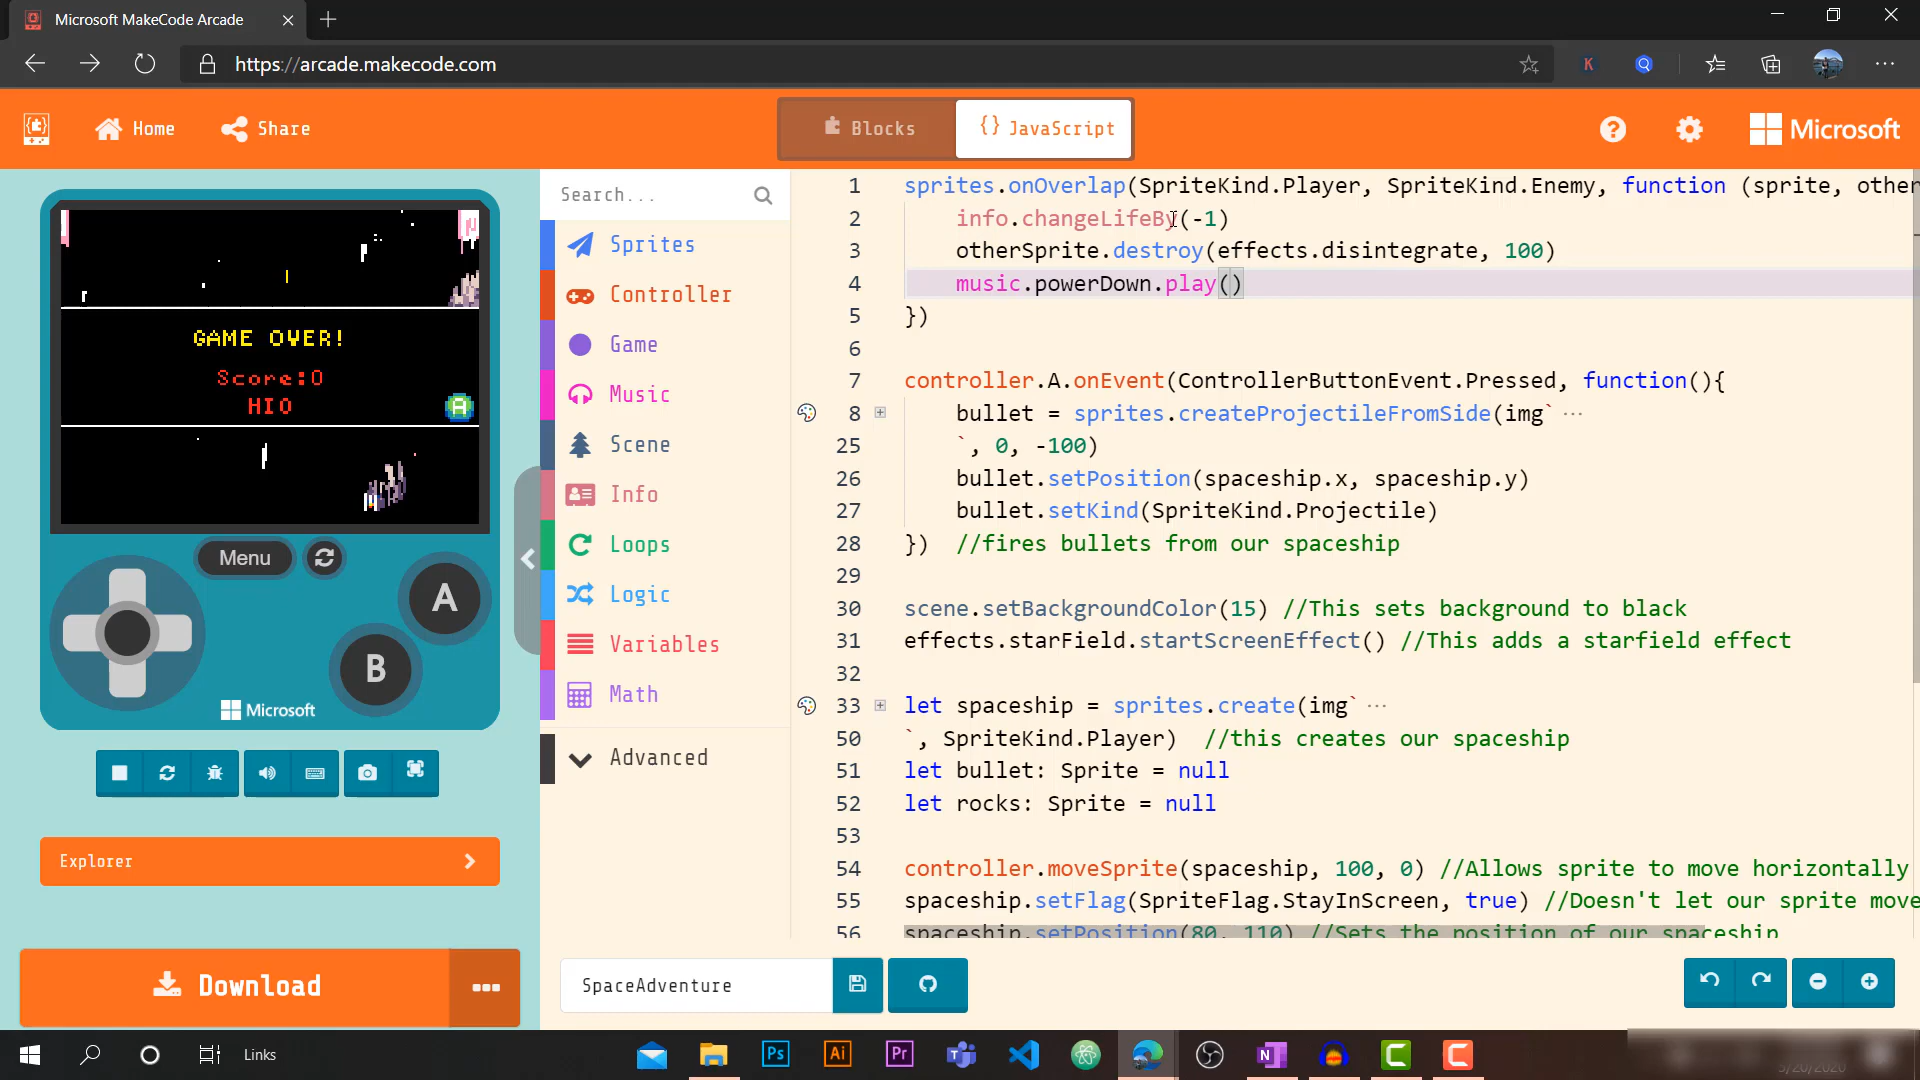 Microsoft MakeCode Arcade
https://arcade.makecode.com
K
Home
Share
Blocks
{} JavaScript
?
Microsoft
GAME OVER!
Score:0
HI0
A
Menu
A
B
Microsoft
Explorer
Download
Search...
Sprites
Controller
Game
Music
Scene
Info
Loops
Logic
Variables
Math
Advanced
1 sprites.onOverlap(SpriteKind.Player, SpriteKind.Enemy, function (sprite, other
2 info.changeLifeBy(-1)
3 otherSprite.destroy(effects.disintegrate, 100)
4 music.powerDown.play()
5 })
6
7 controller.A.onEvent(ControllerButtonEvent.Pressed, function(){
8 bullet = sprites.createProjectileFromSide(img` ...
25 `, 0, -100)
26 bullet.setPosition(spaceship.x, spaceship.y)
27 bullet.setKind(SpriteKind.Projectile)
28 }) //fires bullets from our spaceship
29
30 scene.setBackgroundColor(15) //This sets background to black
31 effects.starField.startScreenEffect() //This adds a starfield effect
32
33 let spaceship = sprites.create(img` ...
50 `, SpriteKind.Player) //this creates our spaceship
51 let bullet: Sprite = null
52 let rocks: Sprite = null
53
54 controller.moveSprite(spaceship, 100, 0) //Allows sprite to move horizontally
55 spaceship.setFlag(SpriteFlag.StayInScreen, true) //Doesn't let our sprite move
56 spaceship.setPosition(80, 110) //Sets the position of our spaceship
SpaceAdventure
Links
Ps
Ai
Pr
N
C
C